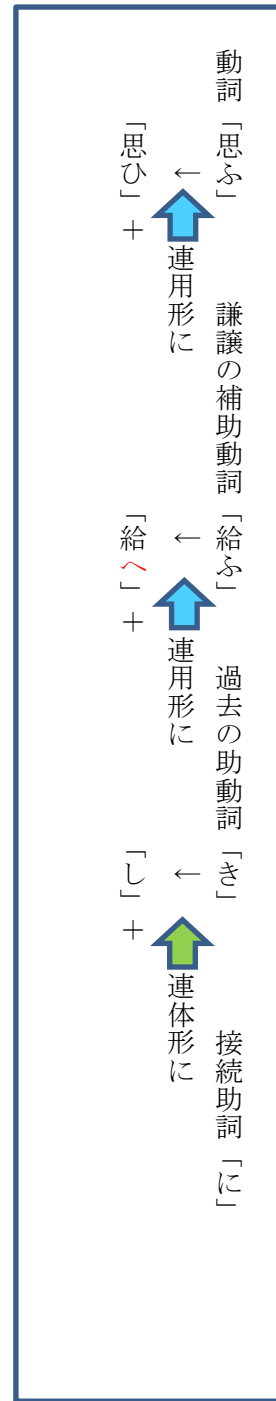 動詞「思ふ」　謙譲の補助動詞「給ふ」　過去の助動詞「き」　接続助詞「に」
←連用形に　←連用形に　←連体形に
「思ひ」＋　「給へ」＋　「し」＋